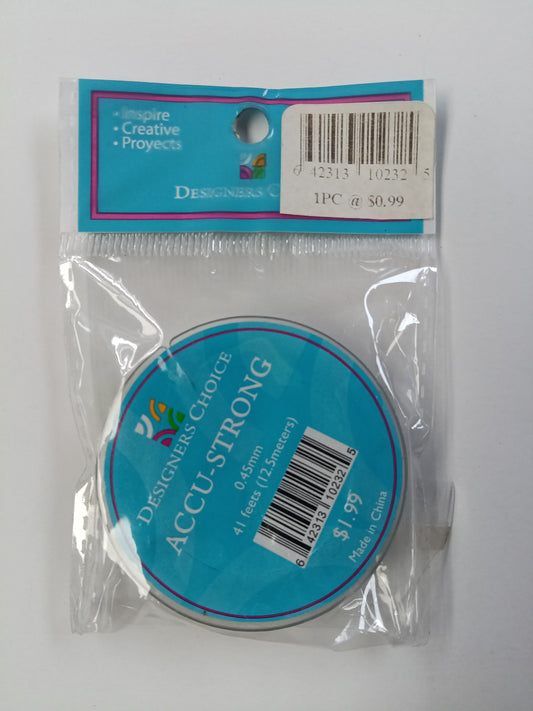 • Inspire
• Creative
• Proyects
6 42313 10232 5
1PC @ $0.99
DESIGNERS
DESIGNERS CHOICE
ACCU-STRONG
0.45mm
41 feets (12.5meters)
6 42313 10232 5
$1.99
Made in China